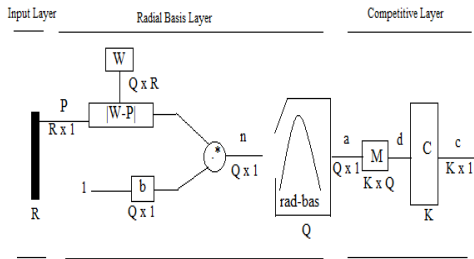 Input Layer Radial Basis Layer Competitive Layer
W
Q x R
P |W-P| n a d c
R x 1 Q x 1 Q x 1 M C K x 1
.*
1 b rad-bas K x Q
Q x 1
R Q K